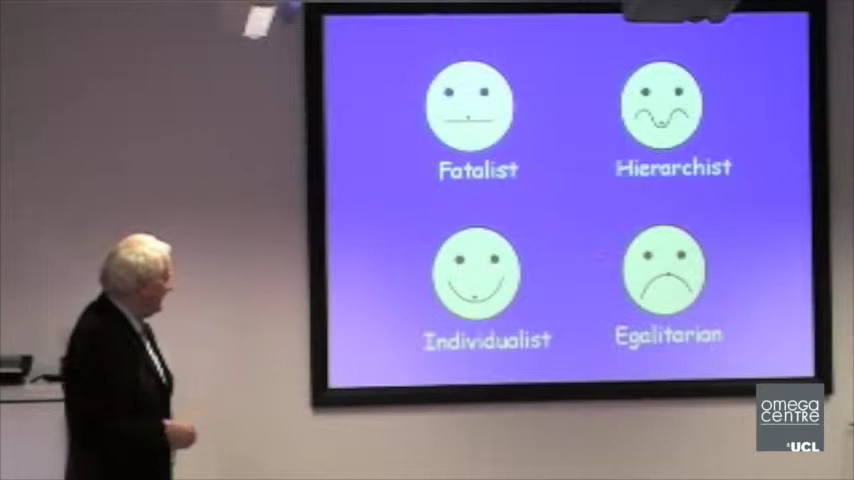 Fatalist
Hierarchist
Individualist
Egalitarian
omega
centre
UCL